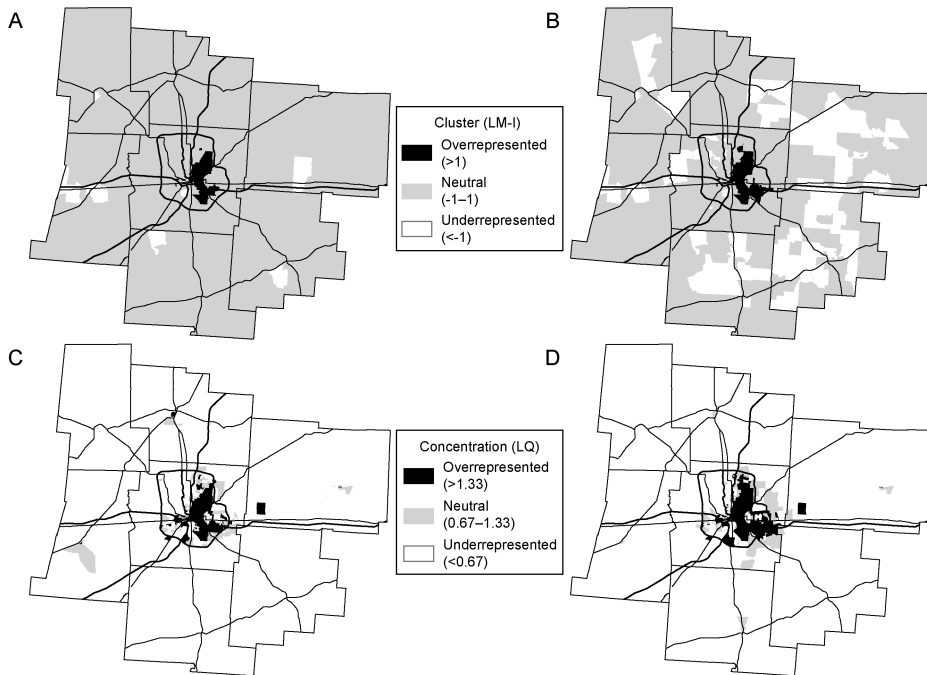 A
B
Cluster (LM-I)
Overrepresented
(>1)
Neutral
(-1–1)
Underrepresented
(<-1)
C
D
Concentration (LQ)
Overrepresented
(>1.33)
Neutral
(0.67–1.33)
Underrepresented
(<0.67)